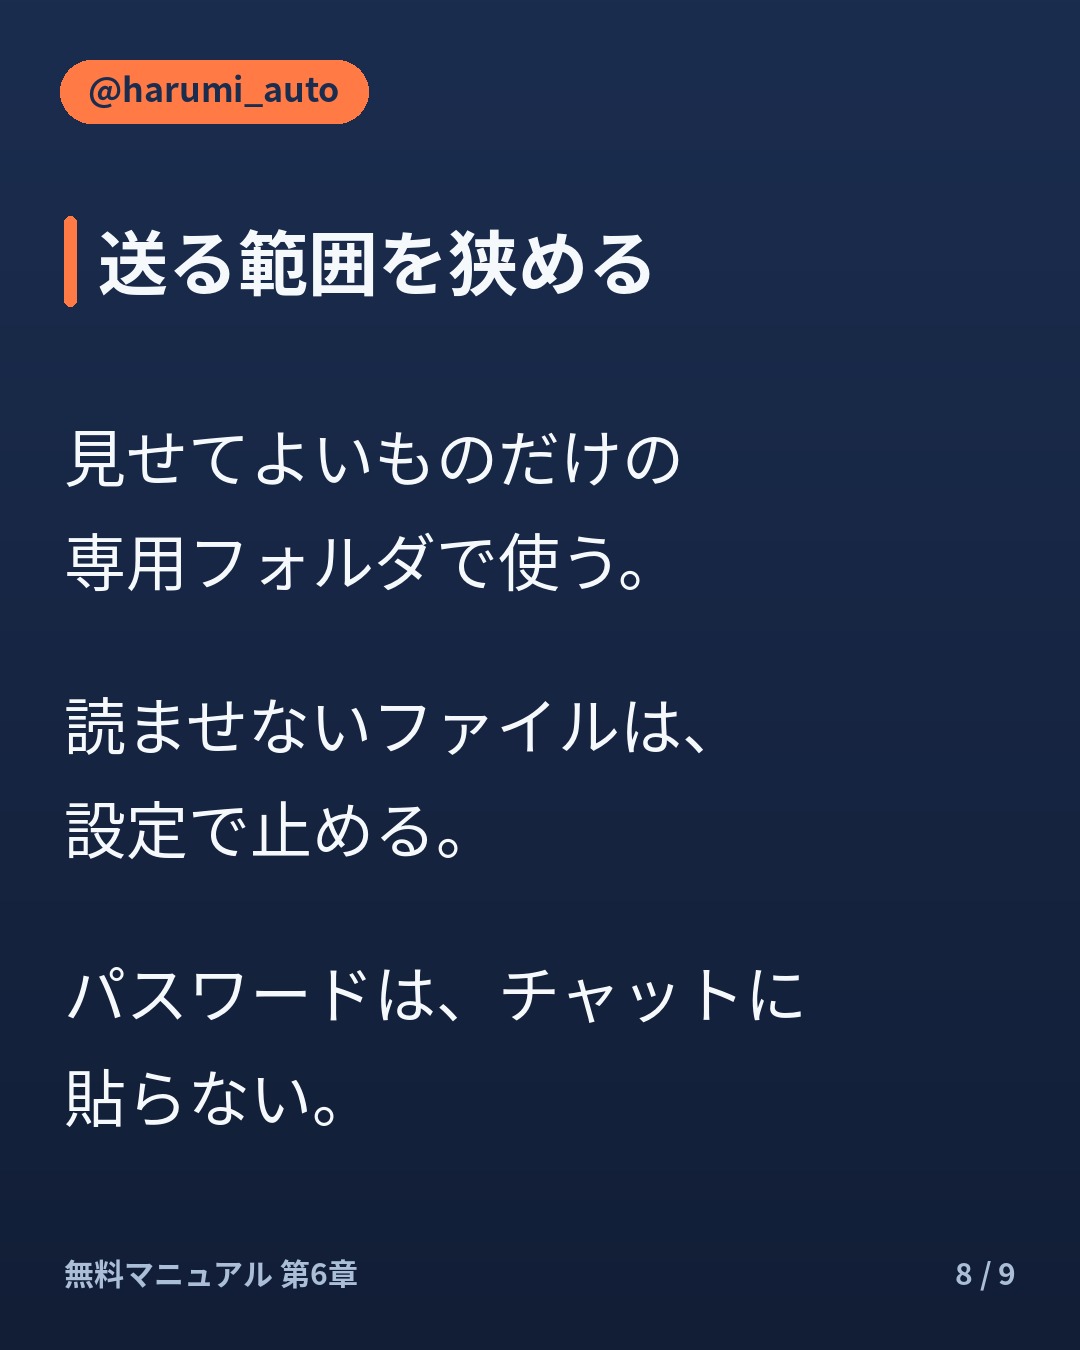 @harumi_auto
送る範囲を狭める
見せてよいものだけの
専用フォルダで使う。
読ませないファイルは、
設定で止める。
パスワードは、チャットに
貼らない。
無料マニュアル 第6章
8 / 9